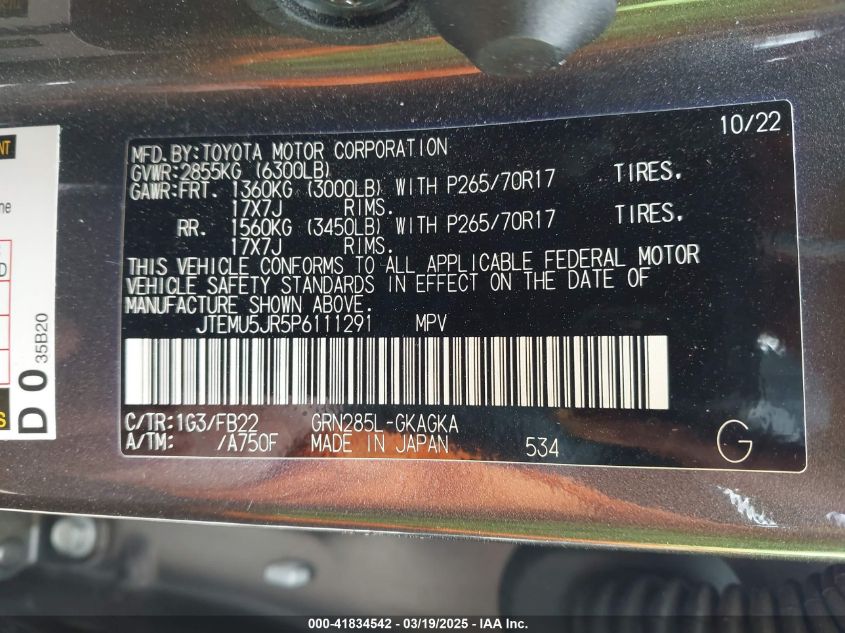 10/22
MFD.BY:TOYOTA MOTOR CORPORATION
GVWR:2855KG (6300LB)
GAWR:FRT. 1360KG (3000LB) WITH P265/70R17 TIRES.
17X7J RIMS.
RR. 1560KG (3450LB) WITH P265/70R17 TIRES.
17X7J RIMS.
THIS VEHICLE CONFORMS TO ALL APPLICABLE FEDERAL MOTOR
VEHICLE SAFETY STANDARDS IN EFFECT ON THE DATE OF
MANUFACTURE SHOWN ABOVE.
JTEMU5JR5P6111291 MPV
C/TR:1G3/FB22 GRN285L-GKAGKA
A/TM: /A750F MADE IN JAPAN 534
G
D 0 35B20
000-41834542 - 03/19/2025 - IAAI Inc.